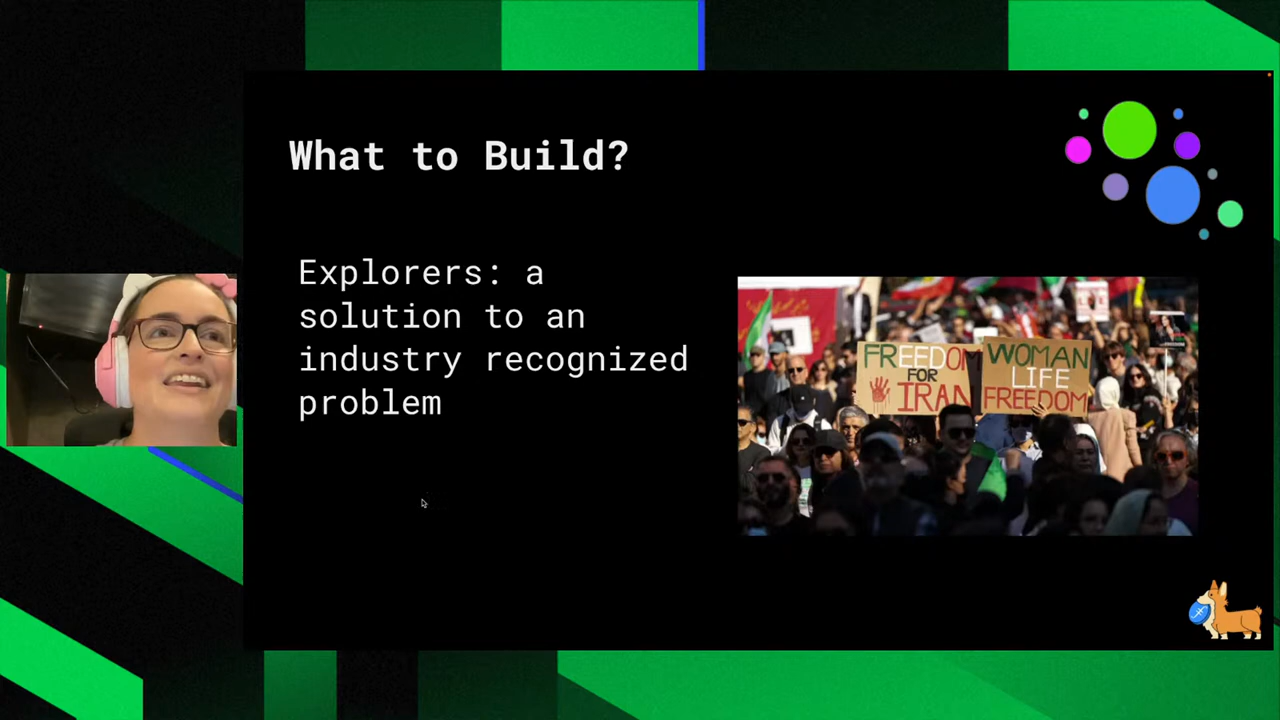 What to Build?
Explorers: a
solution to an
industry recognized
problem
FREEDOM
FOR
IRAN
WOMAN
LIFE
FREEDOM